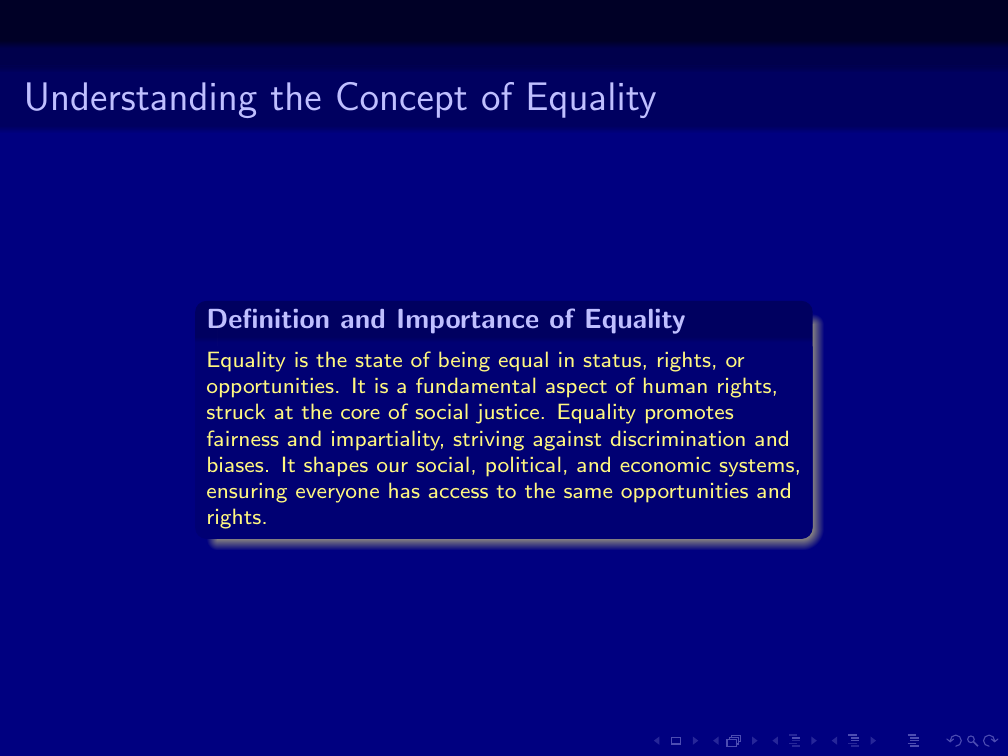 Understanding the Concept of Equality
Definition and Importance of Equality
Equality is the state of being equal in status, rights, or
opportunities. It is a fundamental aspect of human rights,
struck at the core of social justice. Equality promotes
fairness and impartiality, striving against discrimination and
biases. It shapes our social, political, and economic systems,
ensuring everyone has access to the same opportunities and
rights.